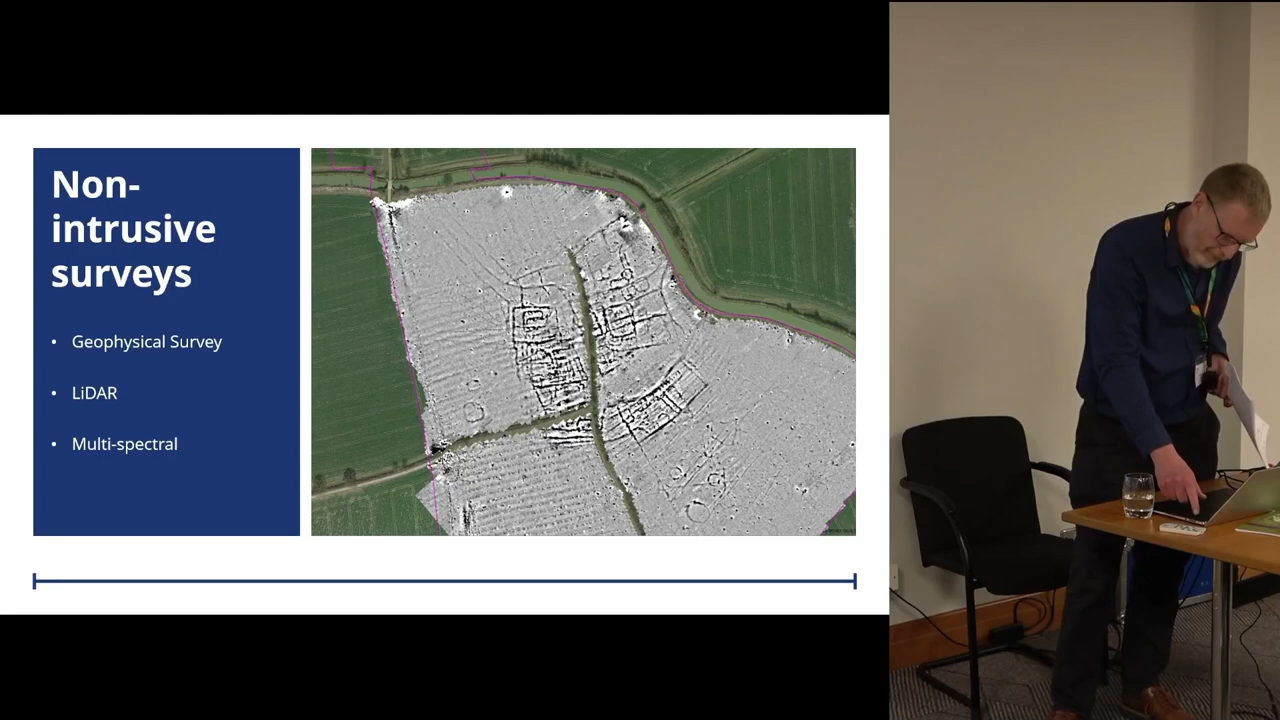 Non-
intrusive
surveys
• Geophysical Survey
• LiDAR
• Multi-spectral